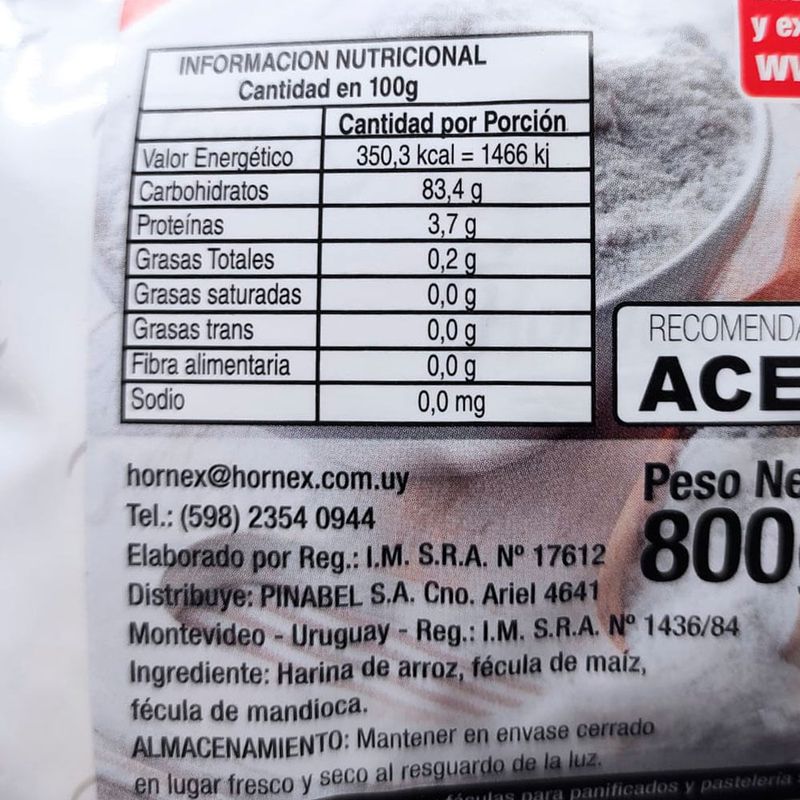 y ex
INFORMACION NUTRICIONAL
Cantidad en 100g
Cantidad por Porción
Valor Energético 350,3 kcal = 1466 kj
Carbohidratos 83,4 g
Proteínas 3,7 g
Grasas Totales 0,2 g
Grasas saturadas 0,0 g
Grasas trans 0,0 g
Fibra alimentaria 0,0 g
Sodio 0,0 mg
RECOMENDA
ACE
hornex@hornex.com.uy
Tel.: (598) 2354 0944
Elaborado por Reg.: I.M. S.R.A. Nº 17612
Distribuye: PINABEL S.A. Cno. Ariel 4641
Montevideo - Uruguay - Reg.: I.M. S.R.A. Nº 1436/84
Ingrediente: Harina de arroz, fécula de maíz,
fécula de mandioca.
ALMACENAMIENTO: Mantener en envase cerrado
en lugar fresco y seco al resguardo de la luz.
Peso Ne
800
para panificados y pastelería